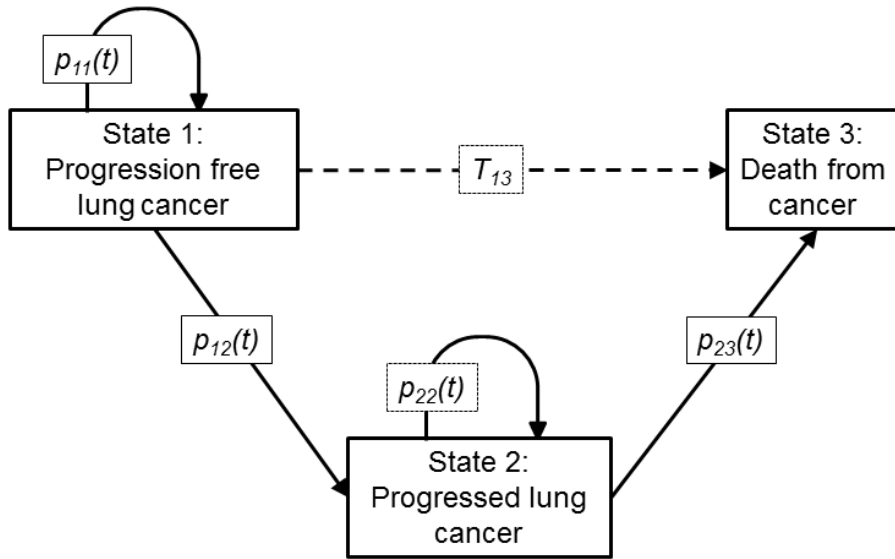 p11(t)
State 1:
Progression free
lung cancer
T13
State 3:
Death from
cancer
p12(t)
p23(t)
p22(t)
State 2:
Progressed lung
cancer